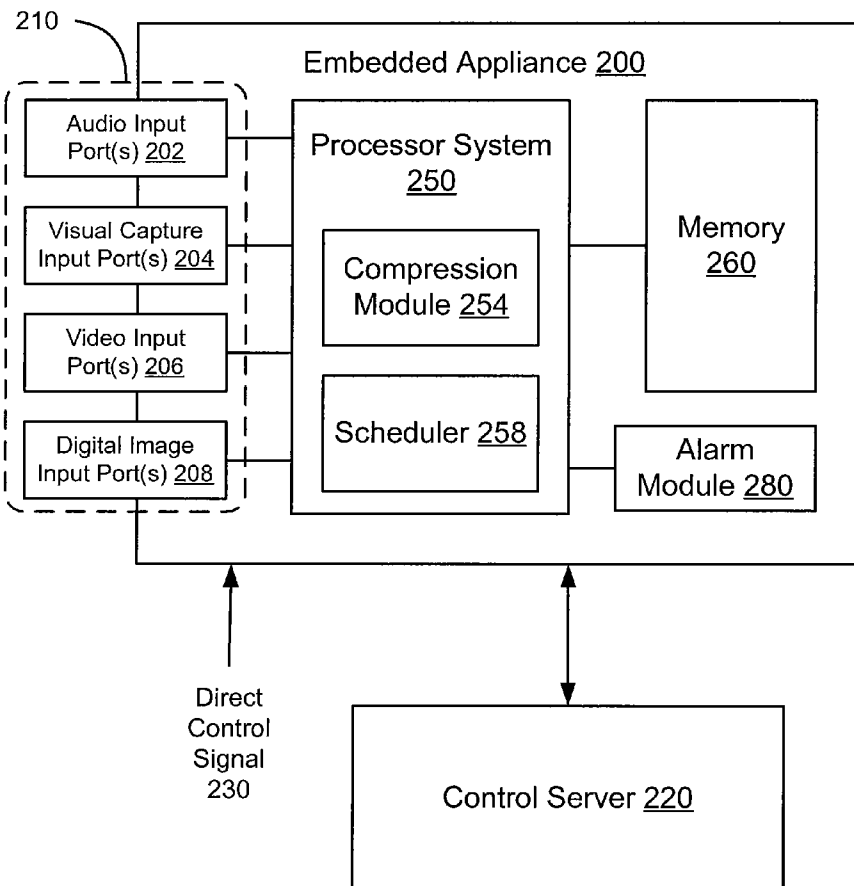 210
Embedded Appliance 200
Audio Input
Port(s) 202
Visual Capture
Input Port(s) 204
Video Input
Port(s) 206
Digital Image
Input Port(s) 208
Processor System
250
Compression
Module 254
Scheduler 258
Memory
260
Alarm
Module 280
Direct
Control
Signal
230
Control Server 220